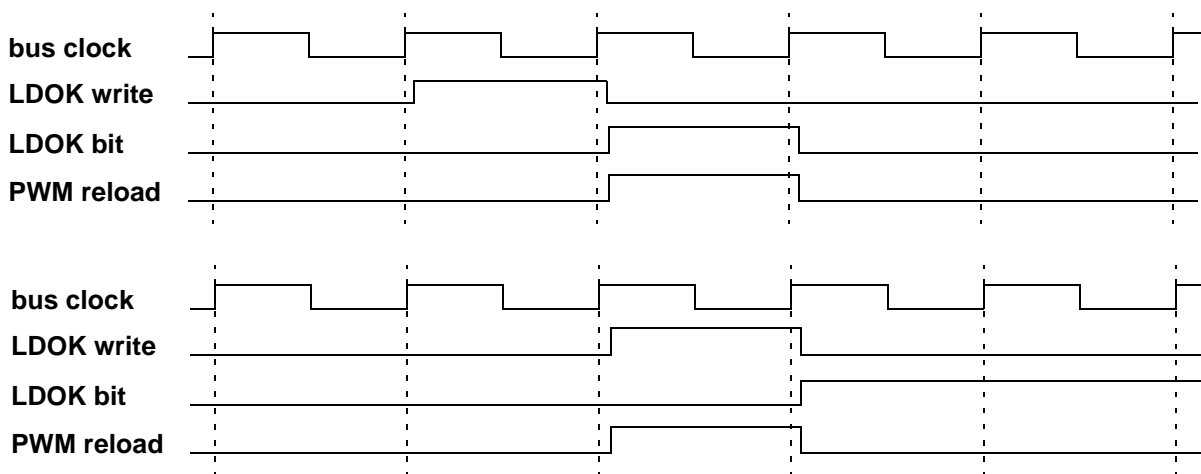 bus clock
LDOK write
LDOK bit
PWM reload
bus clock
LDOK write
LDOK bit
PWM reload